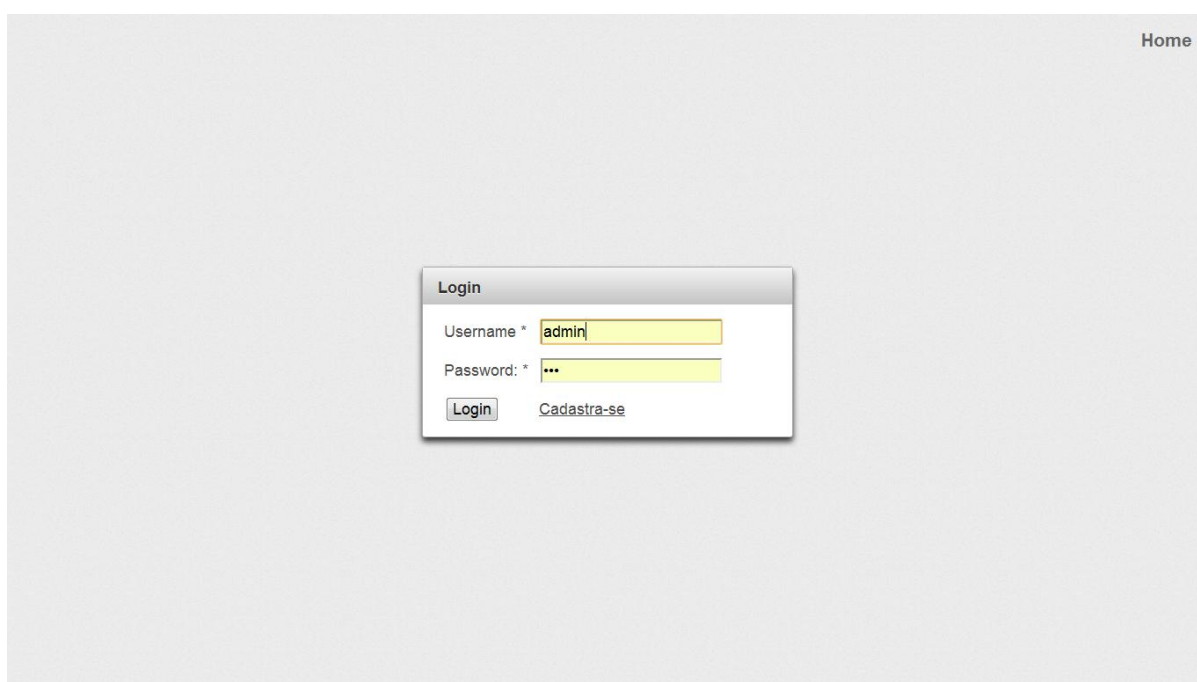 Home
Login
Username * admin
Password: * •••
Login Cadastra-se